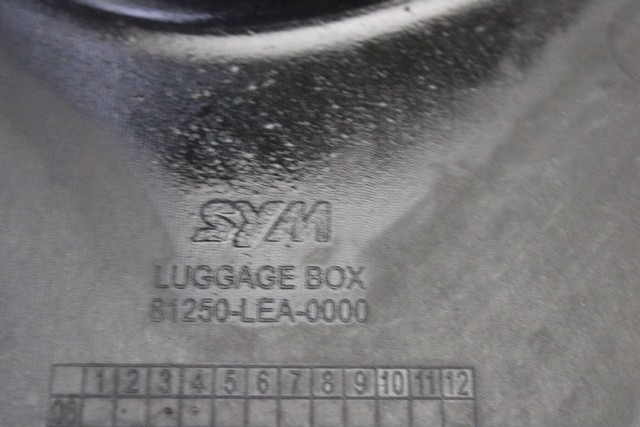 SYM
LUGGAGE BOX
81250-LEA-0000
1 2 3 4 5 6 7 8 9 10 11 12